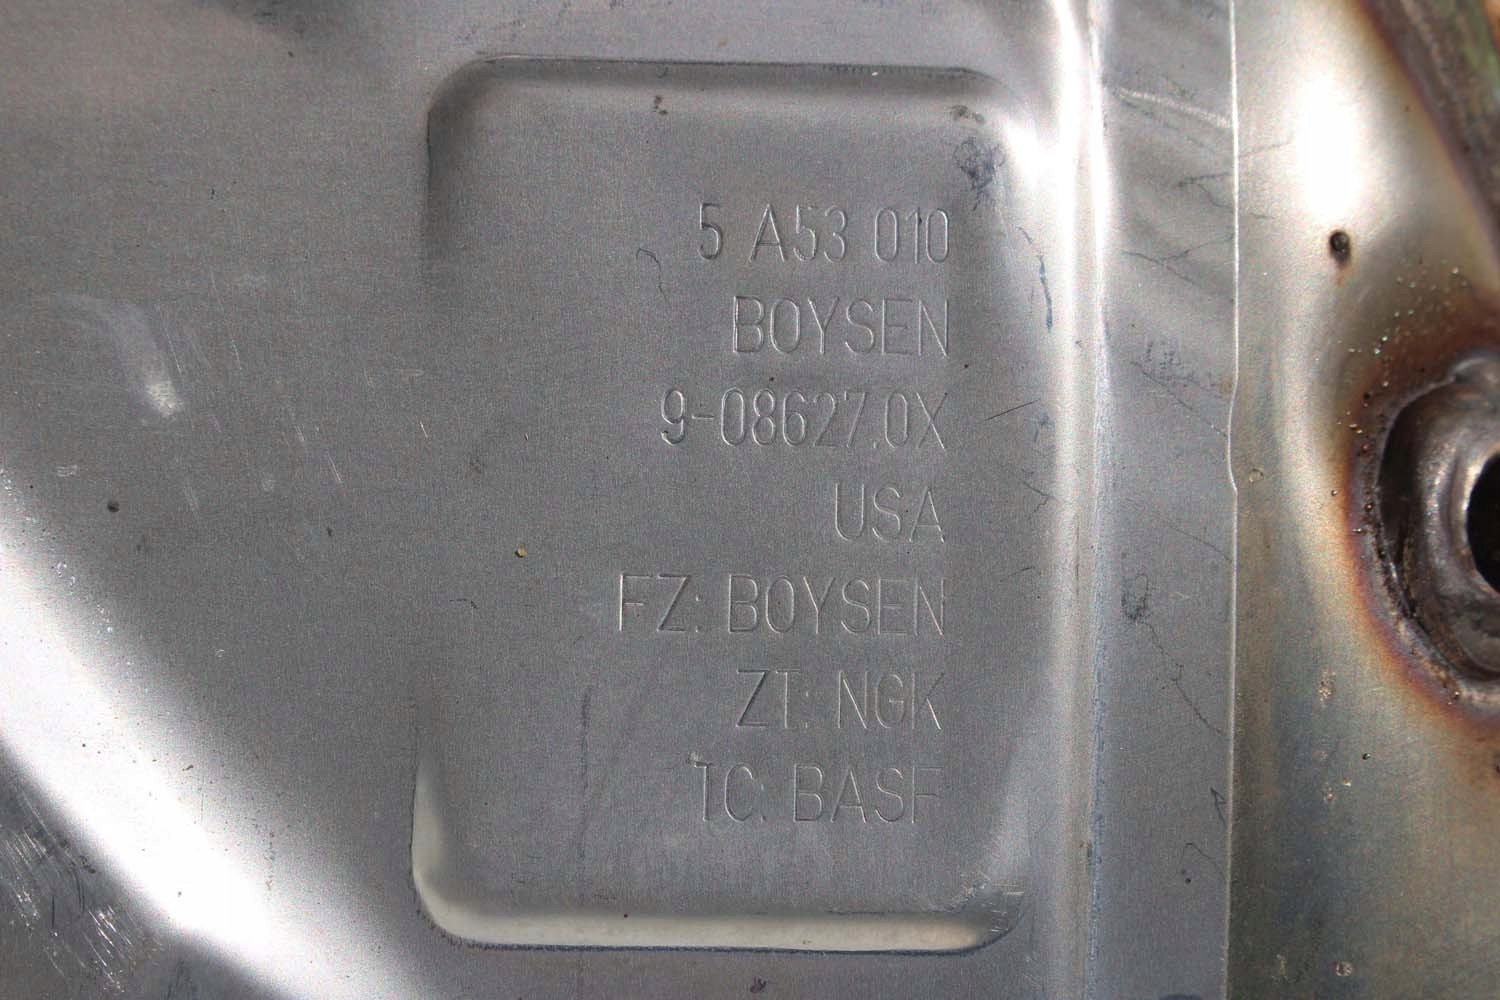 5 A53 010
BOYSEN
9-08627.0X
USA
FZ: BOYSEN
ZT: NGK
TC: BASF